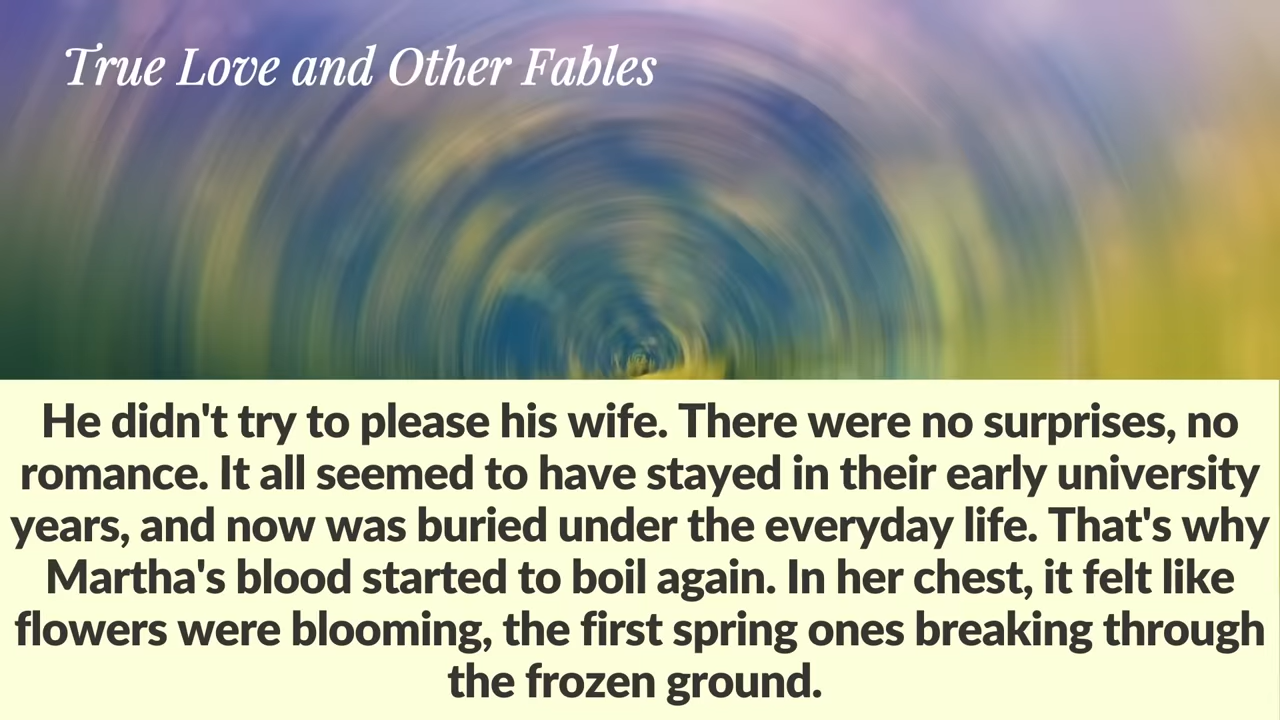 True Love and Other Fables
He didn't try to please his wife. There were no surprises, no
romance. It all seemed to have stayed in their early university
years, and now was buried under the everyday life. That's why
Martha's blood started to boil again. In her chest, it felt like
flowers were blooming, the first spring ones breaking through
the frozen ground.